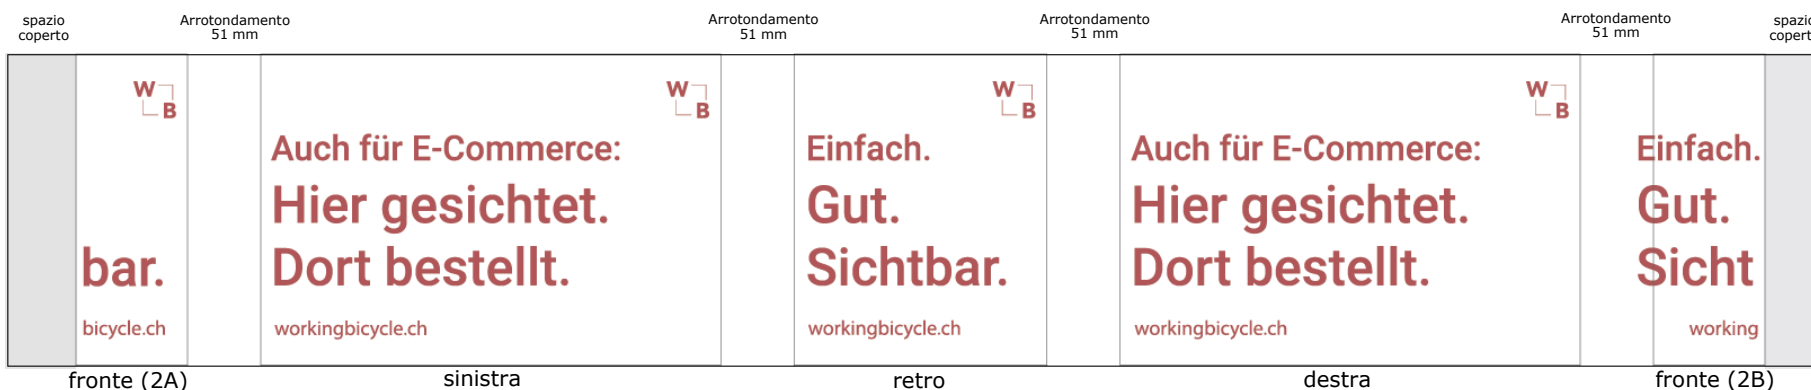 spazio
coperto
Arrotondamento
51 mm
Arrotondamento
51 mm
Arrotondamento
51 mm
Arrotondamento
51 mm
spazio
coperto
W
B
bar.
bicycle.ch
W
B
Auch für E-Commerce:
Hier gesichtet.
Dort bestellt.
workingbicycle.ch
W
B
Einfach.
Gut.
Sichtbar.
workingbicycle.ch
W
B
Auch für E-Commerce:
Hier gesichtet.
Dort bestellt.
workingbicycle.ch
Einfach.
Gut.
Sicht
working
fronte (2A)
sinistra
retro
destra
fronte (2B)